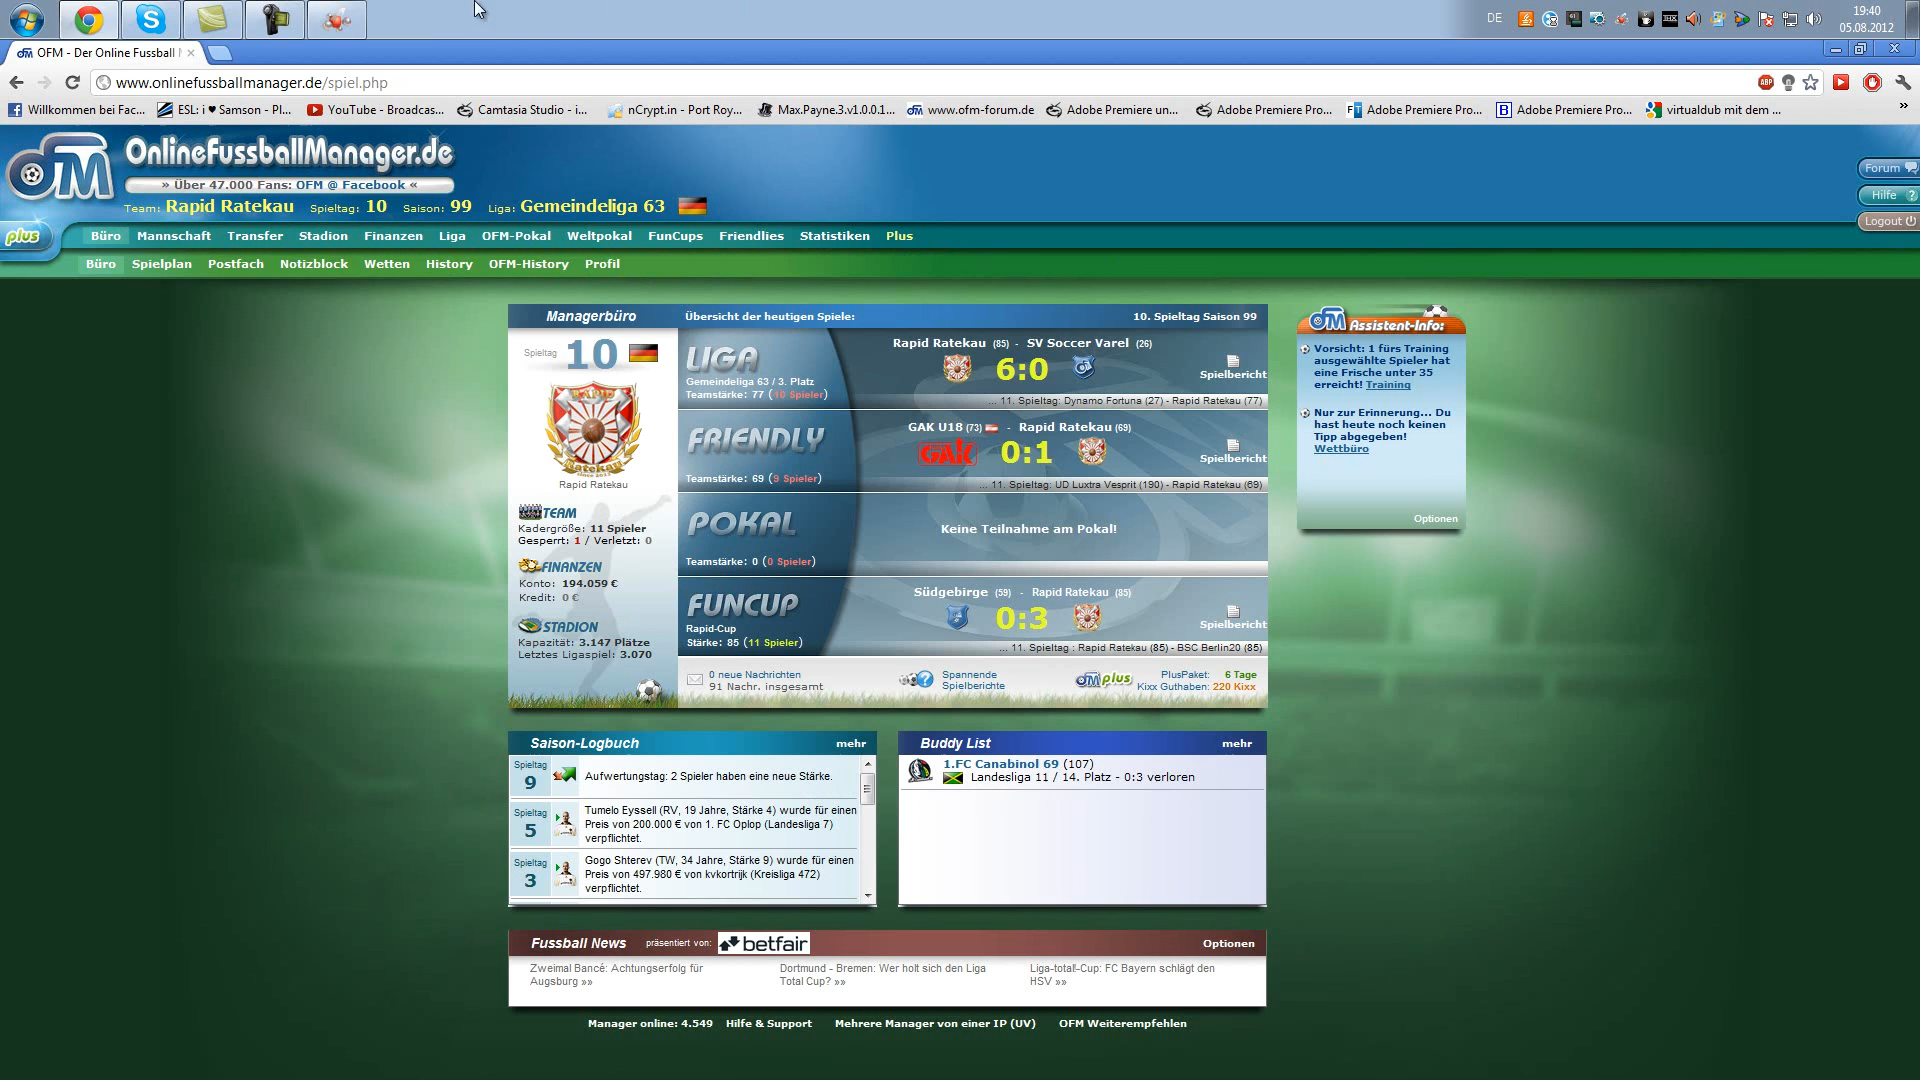 DE
19:40
05.08.2012
OFM - Der Online Fussball M
www.onlinefussballmanager.de/spiel.php
ABP
Willkommen bei Fac...
ESL: i ♥ Samson - Pl...
YouTube - Broadcas...
Camtasia Studio - i...
nCrypt.in - Port Roy...
Max.Payne.3.v1.0.0.1...
www.ofm-forum.de
Adobe Premiere un...
Adobe Premiere Pro...
Adobe Premiere Pro...
Adobe Premiere Pro...
virtualdub mit dem ...
»
OFM
OnlineFussballManager.de
» Über 47.000 Fans: OFM @ Facebook «
Team: Rapid Ratekau Spieltag: 10 Saison: 99 Liga: Gemeindeliga 63
Forum
Hilfe ?
Logout
plus
Büro Mannschaft Transfer Stadion Finanzen Liga OFM-Pokal Weltpokal FunCups Friendlies Statistiken Plus
Büro Spielplan Postfach Notizblock Wetten History OFM-History Profil
Managerbüro
Spieltag 10
RAPID
Ratekau
Rapid Ratekau
TEAM
Kadergröße: 11 Spieler
Gesperrt: 1 / Verletzt: 0
FINANZEN
Konto: 194.059 €
Kredit: 0 €
STADION
Kapazität: 3.147 Plätze
Letztes Ligaspiel: 3.070
Übersicht der heutigen Spiele: 10. Spieltag Saison 99
LIGA
Gemeindeliga 63 / 3. Platz
Teamstärke: 77 (10 Spieler)
Rapid Ratekau (85) - SV Soccer Varel (26)
6:0
Spielbericht
... 11. Spieltag: Dynamo Fortuna (27) - Rapid Ratekau (77)
FRIENDLY
Teamstärke: 69 (9 Spieler)
GAK U18 (73) - Rapid Ratekau (69)
GAK
0:1
Spielbericht
... 11. Spieltag: UD Luxtra Vesprit (190) - Rapid Ratekau (69)
POKAL
Teamstärke: 0 (0 Spieler)
Keine Teilnahme am Pokal!
FUNCUP
Rapid-Cup
Stärke: 85 (11 Spieler)
Südgebirge (59) - Rapid Ratekau (85)
0:3
Spielbericht
... 11. Spieltag : Rapid Ratekau (85) - BSC Berlin20 (85)
0 neue Nachrichten
91 Nachr. insgesamt
Spannende
Spielberichte
OFM plus
PlusPaket: 6 Tage
Kixx Guthaben: 220 Kixx
OFM Assistent-Info:
Vorsicht: 1 fürs Training
ausgewählte Spieler hat
eine Frische unter 35
erreicht! Training
Nur zur Erinnerung... Du
hast heute noch keinen
Tipp abgegeben!
Wettbüro
Optionen
Saison-Logbuch mehr
Spieltag
9
Aufwertungstag: 2 Spieler haben eine neue Stärke.
Spieltag
5
Tumelo Eyssell (RV, 19 Jahre, Stärke 4) wurde für einen
Preis von 200.000 € von 1. FC Oplop (Landesliga 7)
verpflichtet.
Spieltag
3
Gogo Shterev (TW, 34 Jahre, Stärke 9) wurde für einen
Preis von 497.980 € von kvkortrijk (Kreisliga 472)
verpflichtet.
Buddy List mehr
1.FC Canabinol 69 (107)
Landesliga 11 / 14. Platz - 0:3 verloren
Fussball News präsentiert von: betfair Optionen
Zweimal Bancé: Achtungserfolg für
Augsburg »»
Dortmund - Bremen: Wer holt sich den Liga
Total Cup? »»
Liga-total!-Cup: FC Bayern schlägt den
HSV »»
Manager online: 4.549 Hilfe & Support Mehrere Manager von einer IP (UV) OFM Weiterempfehlen